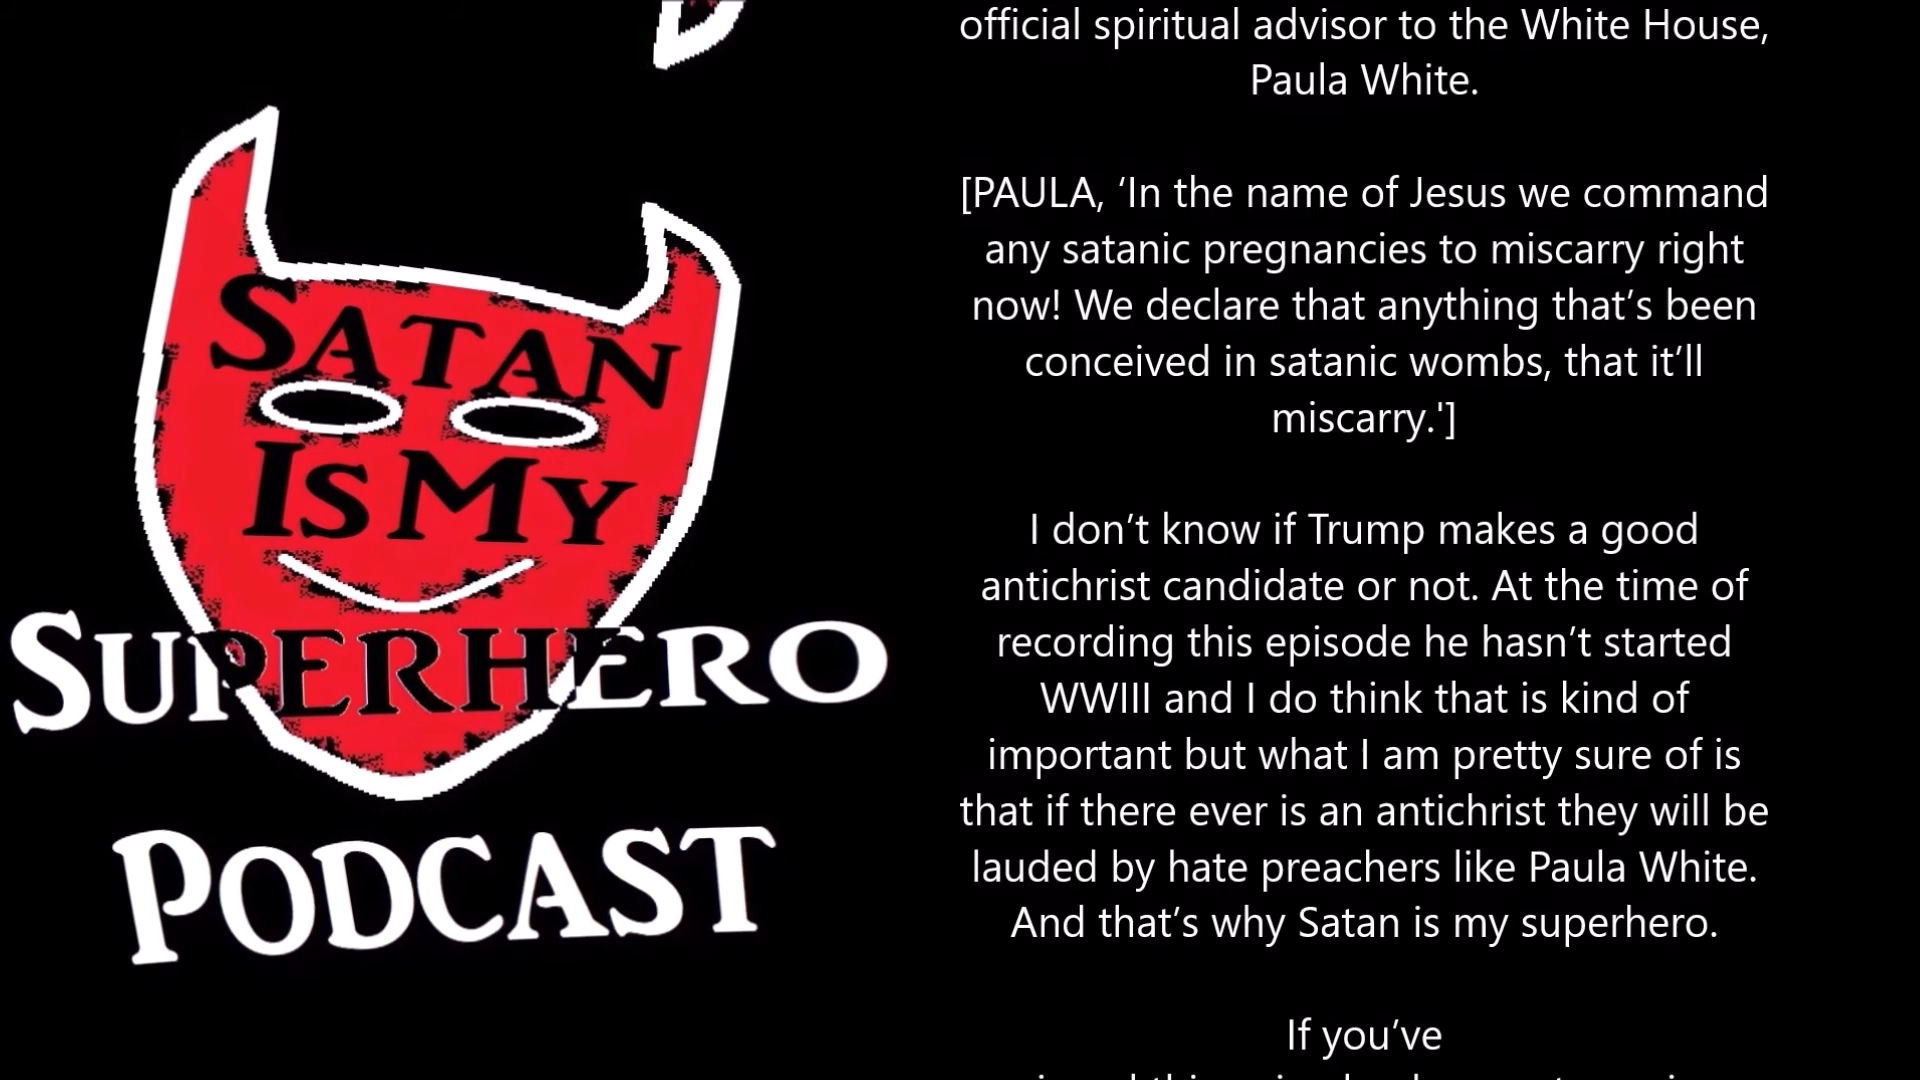 SATAN
IS MY
SUPERHERO
PODCAST
official spiritual advisor to the White House,
Paula White.
[PAULA, ‘In the name of Jesus we command
any satanic pregnancies to miscarry right
now! We declare that anything that’s been
conceived in satanic wombs, that it’ll
miscarry.']
I don’t know if Trump makes a good
antichrist candidate or not. At the time of
recording this episode he hasn’t started
WWIII and I do think that is kind of
important but what I am pretty sure of is
that if there ever is an antichrist they will be
lauded by hate preachers like Paula White.
And that’s why Satan is my superhero.
If you’ve